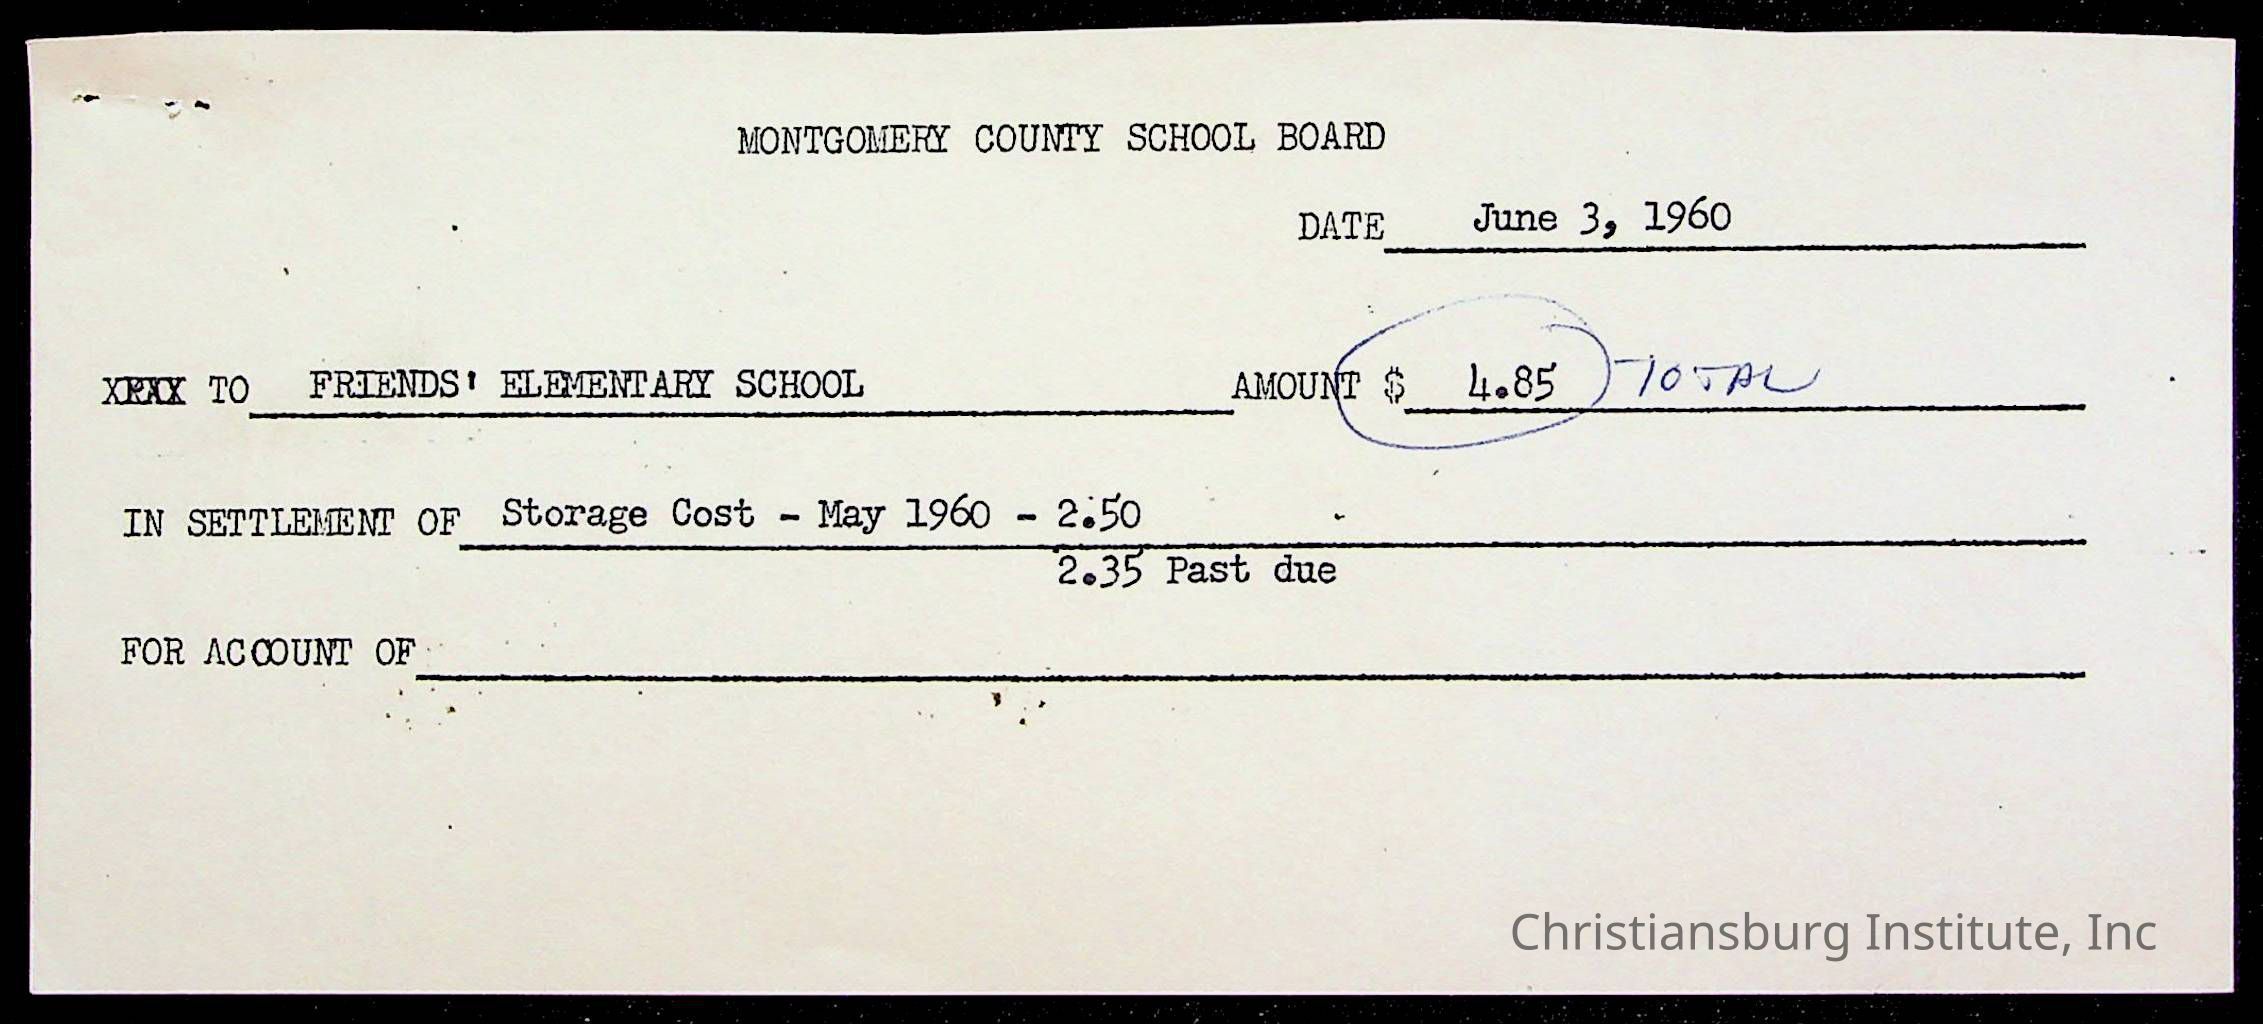 MONTGOMERY COUNTY SCHOOL BOARD
DATE June 3, 1960
TO FRIENDS' ELEMENTARY SCHOOL AMOUNT $ 4.85 TOTAL
IN SETTLEMENT OF Storage Cost - May 1960 - 2.50
2.35 Past due
FOR ACCOUNT OF
Christiansburg Institute, Inc